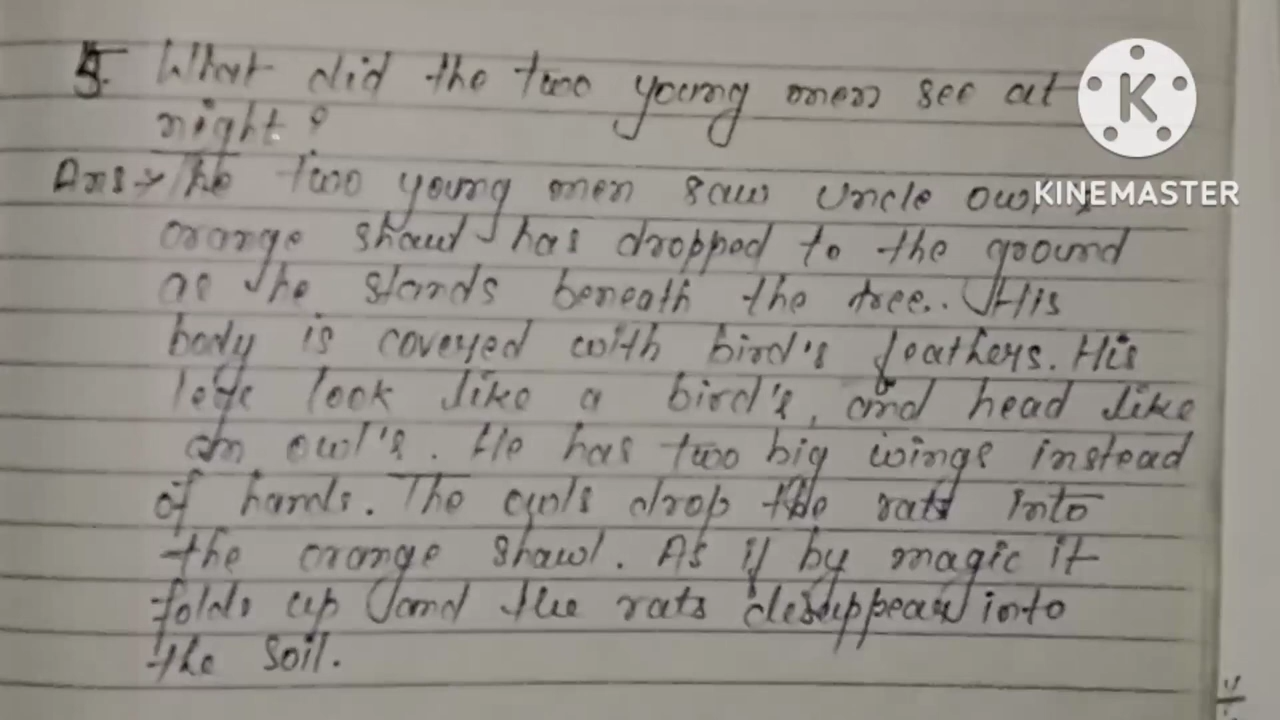 5. What did the two young men see at
night?
Ans→ The two young men saw Uncle
orange shawl has dropped to the ground
as he stands beneath the tree.. His
body is covered with bird's feathers. His
legs look like a bird's, and head like
an owl's. He has two big wings instead
of hands. The owls drop the rats into
the orange shawl. As if by magic it
folds up and the rats desappear into
the soil.
K
KINEMASTER